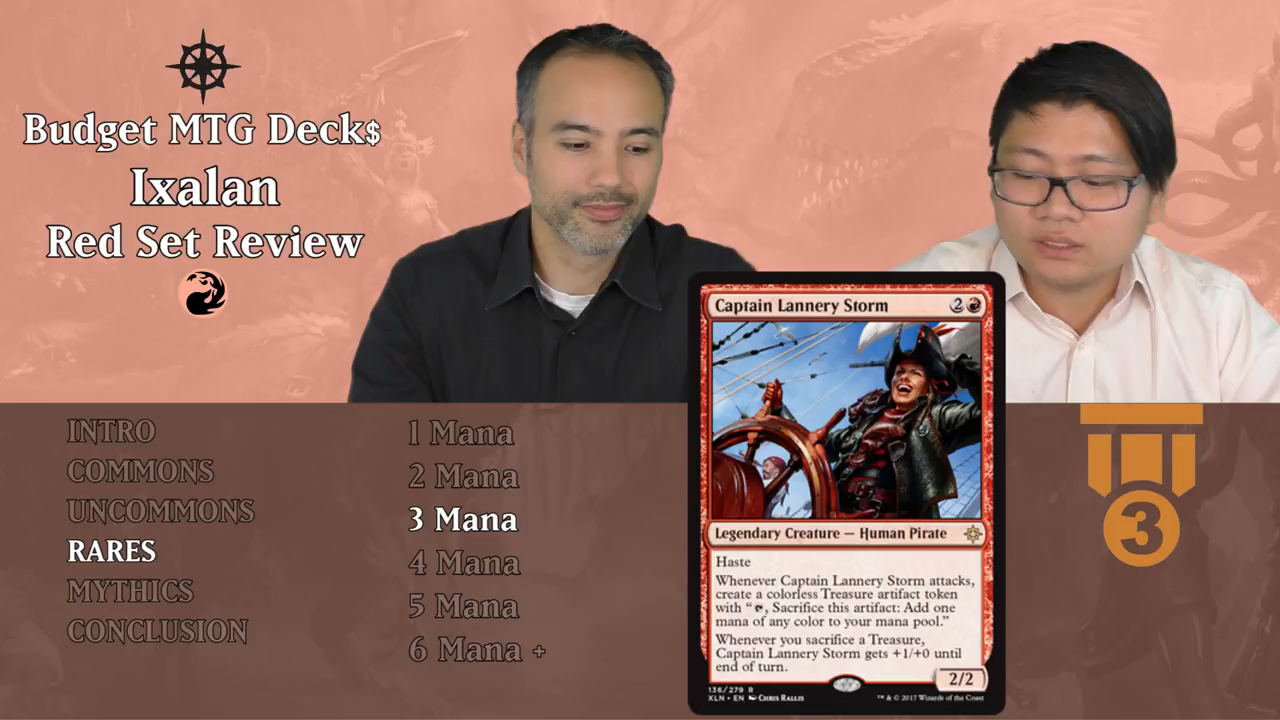 Budget MTG Deck$
Ixalan
Red Set Review
INTRO
COMMONS
UNCOMMONS
RARES
MYTHICS
CONCLUSION
1 Mana
2 Mana
3 Mana
4 Mana
5 Mana
6 Mana +
Captain Lannery Storm 2
Legendary Creature — Human Pirate
Haste
Whenever Captain Lannery Storm attacks,
create a colorless Treasure artifact token
with “, Sacrifice this artifact: Add one
mana of any color to your mana pool.”
Whenever you sacrifice a Treasure,
Captain Lannery Storm gets +1/+0 until
end of turn.
2/2
136/279 R
XLN • EN Chris Rallis
™ & © 2017 Wizards of the Coast
3